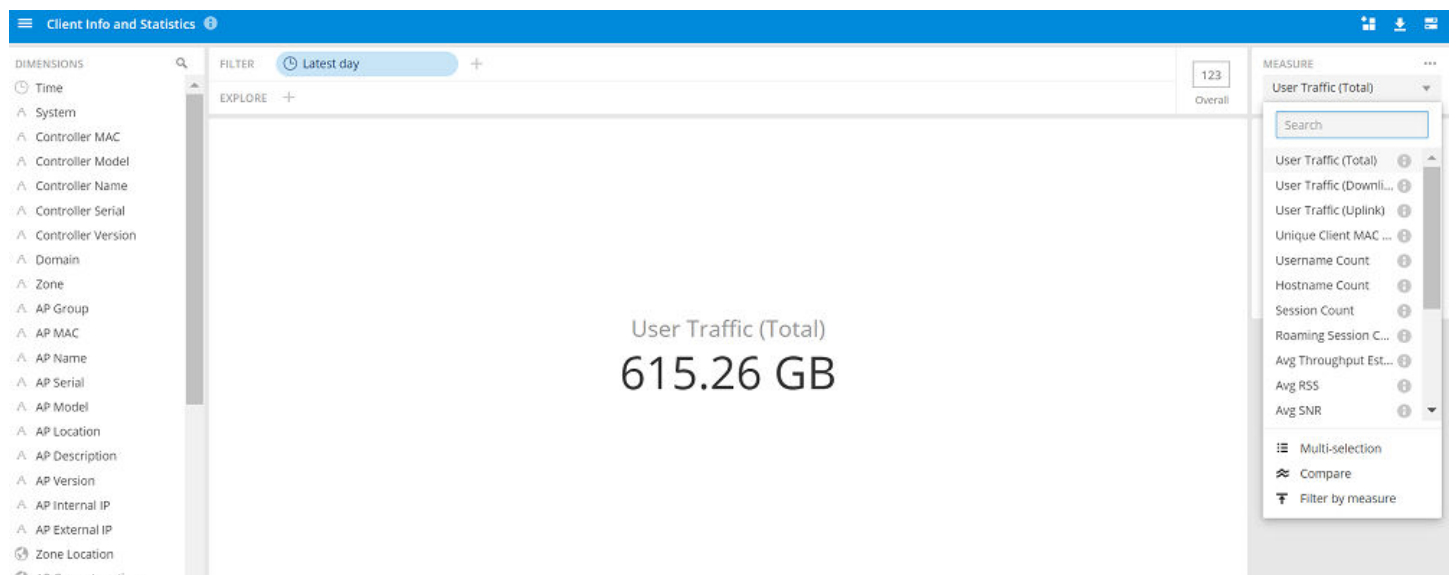 Client Info and Statistics
DIMENSIONS
Time
System
Controller MAC
Controller Model
Controller Name
Controller Serial
Controller Version
Domain
Zone
AP Group
AP MAC
AP Name
AP Serial
AP Model
AP Location
AP Description
AP Version
AP Internal IP
AP External IP
Zone Location
FILTER
Latest day
EXPLORE
123
Overall
User Traffic (Total)
615.26 GB
MEASURE
User Traffic (Total)
Search
User Traffic (Total)
User Traffic (Downli...
User Traffic (Uplink)
Unique Client MAC ...
Username Count
Hostname Count
Session Count
Roaming Session C...
Avg Throughput Est...
Avg RSS
Avg SNR
Multi-selection
Compare
Filter by measure